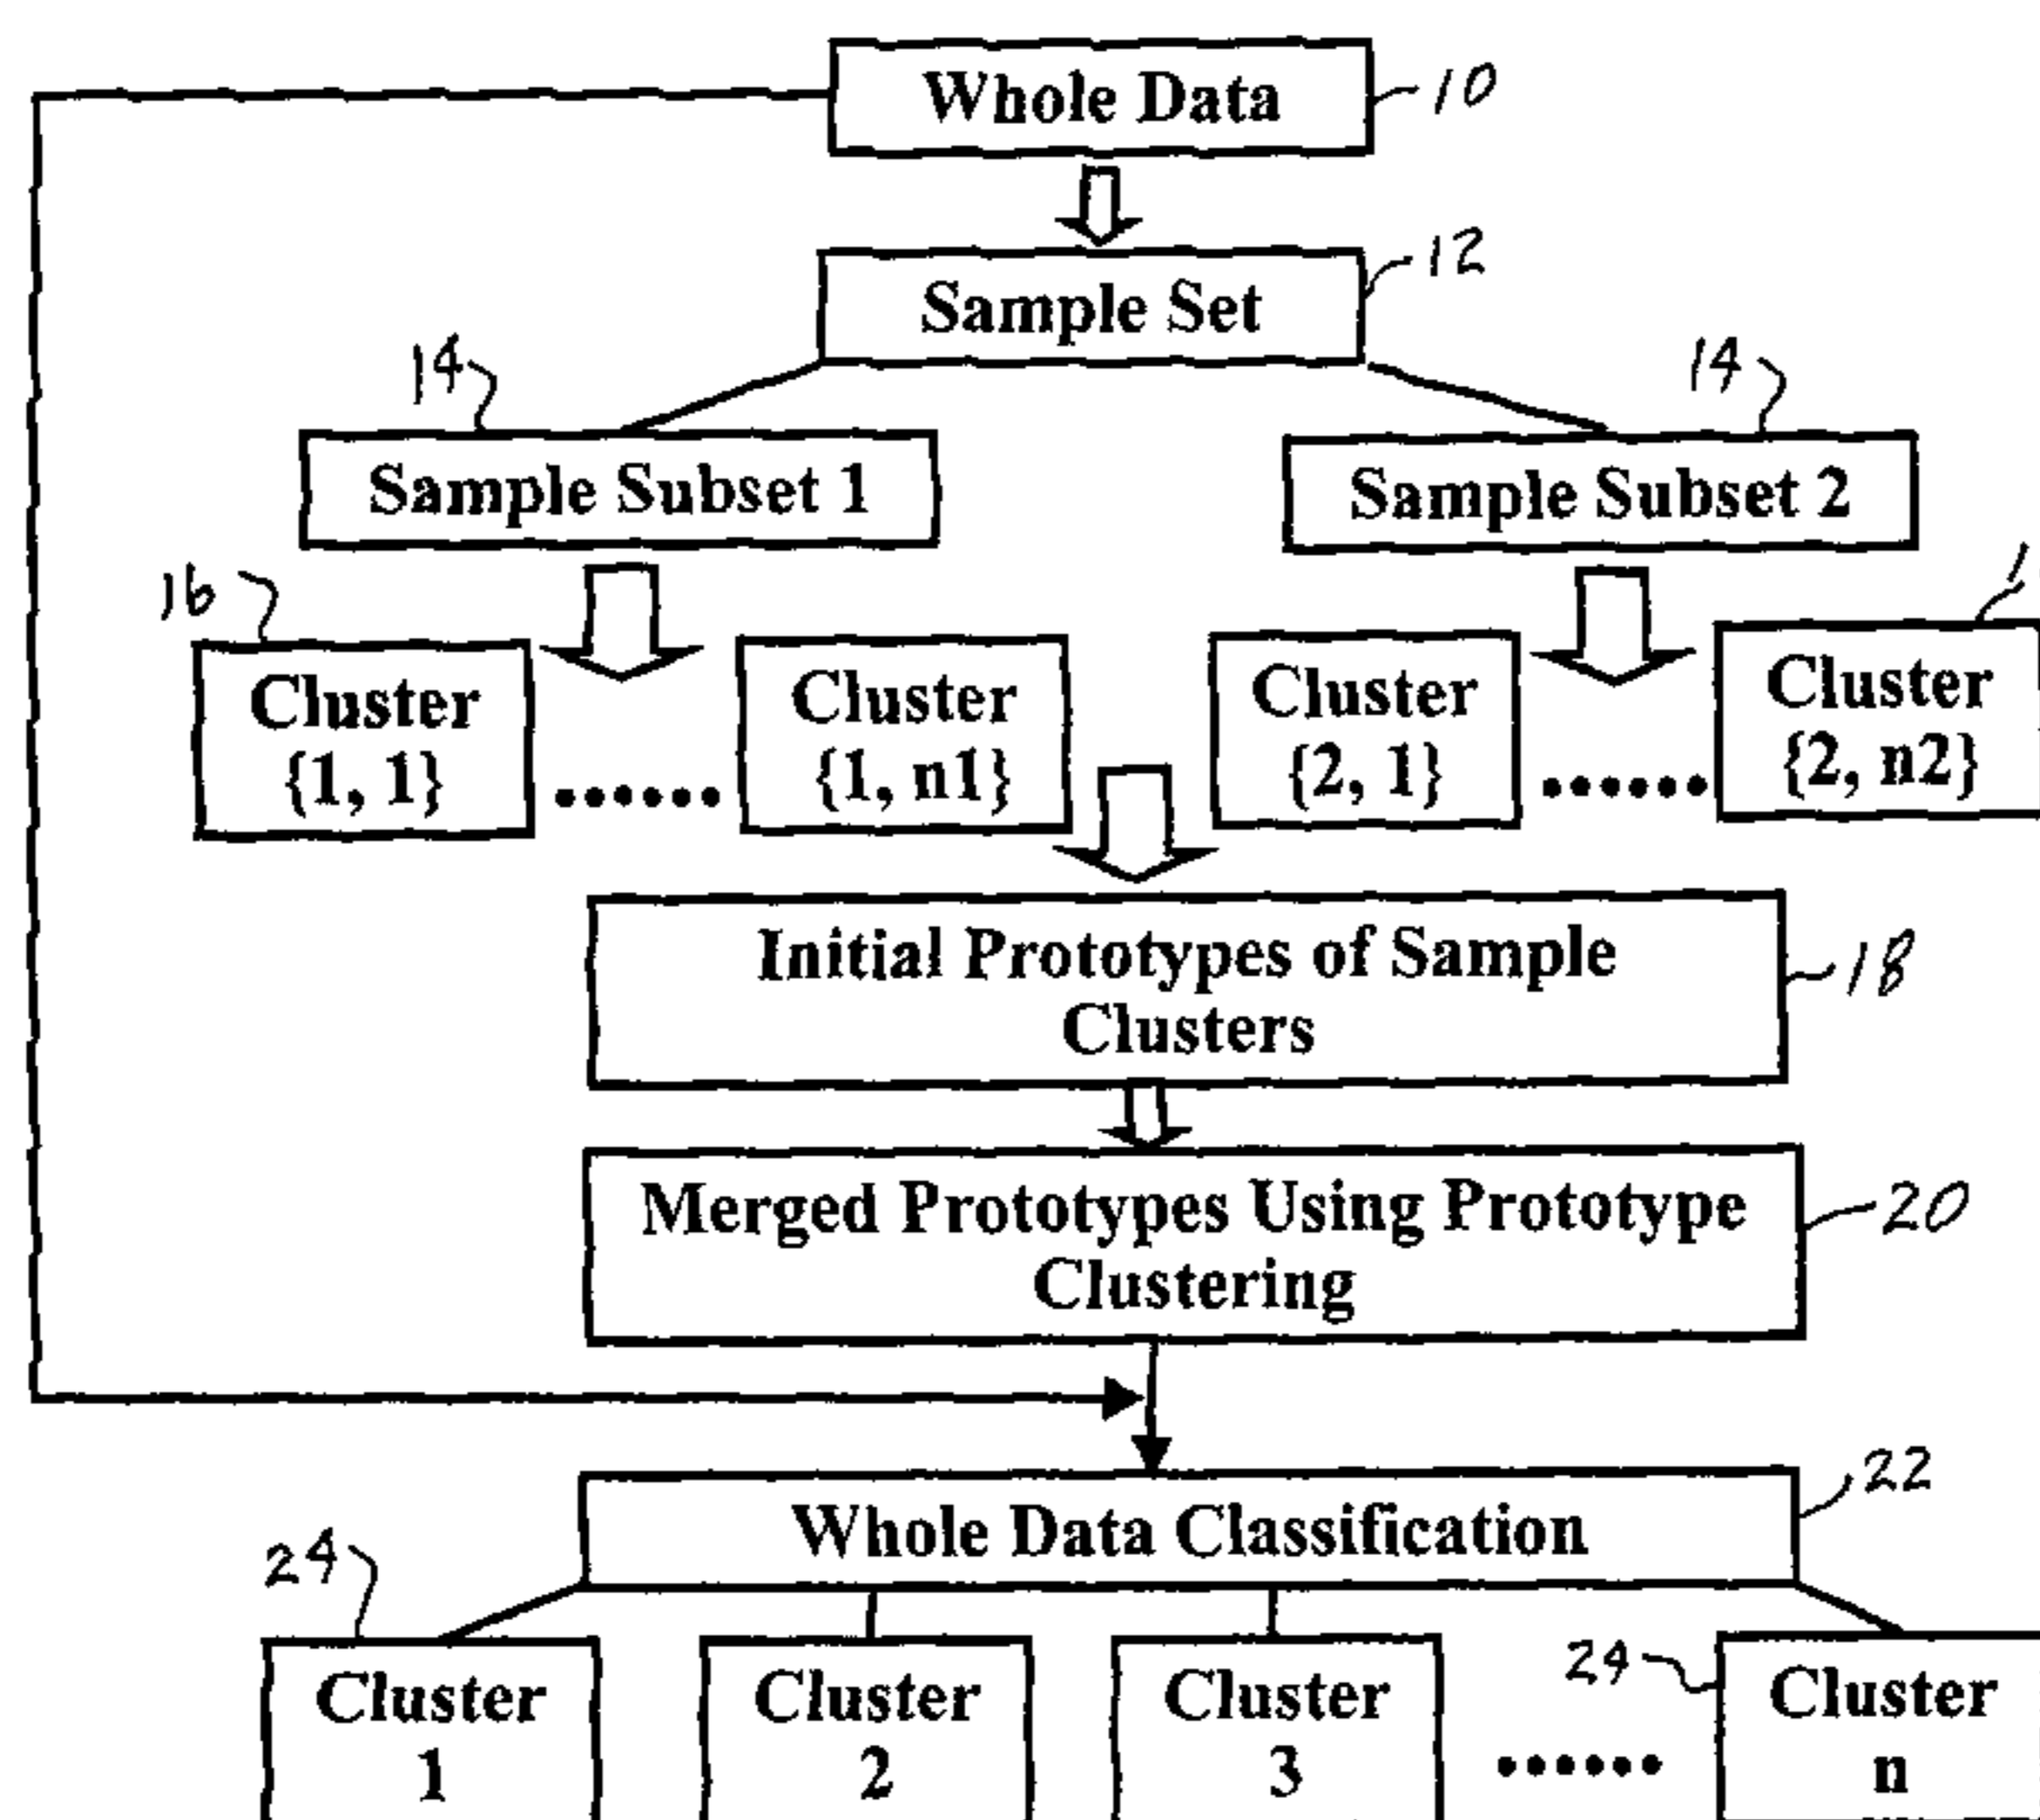 Whole Data
10
Sample Set
12
14
14
Sample Subset 1
Sample Subset 2
16
Cluster
{1, 1}
......
Cluster
{1, n1}
Cluster
{2, 1}
......
Cluster
{2, n2}
Initial Prototypes of Sample
Clusters
18
Merged Prototypes Using Prototype
Clustering
20
Whole Data Classification
22
24
Cluster
1
Cluster
2
Cluster
3
......
24
Cluster
n